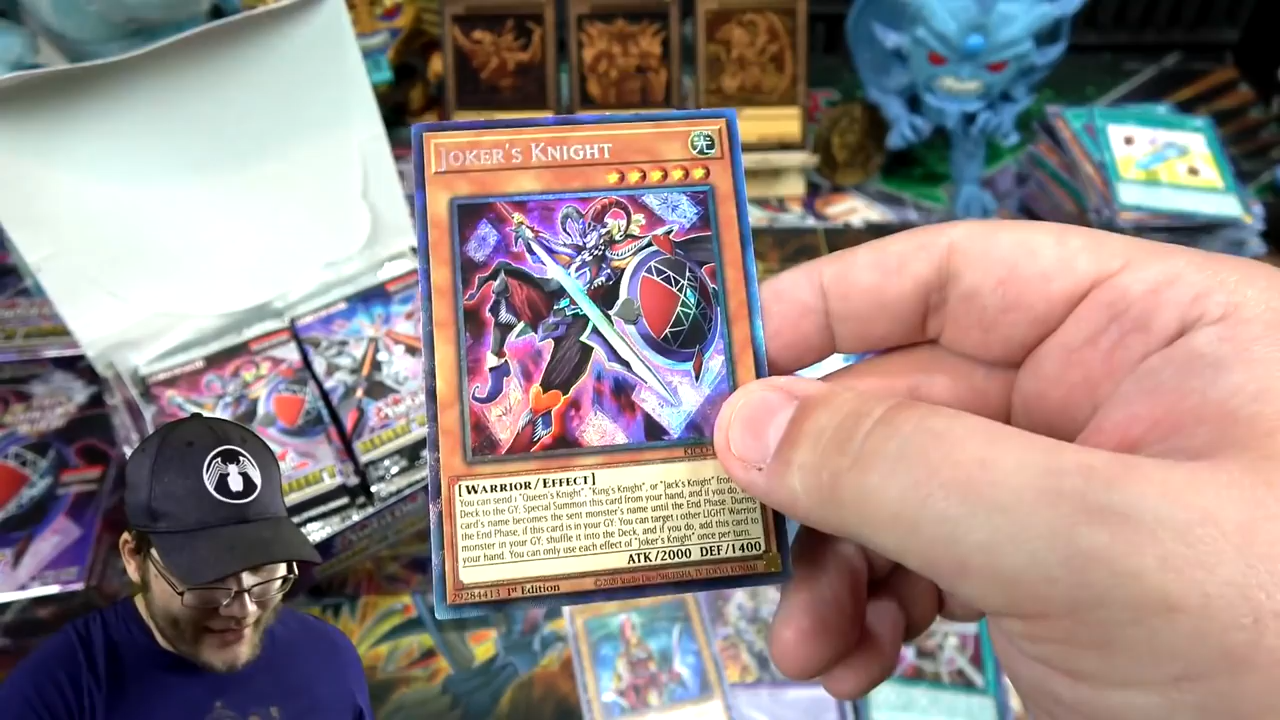 JOKER'S KNIGHT
光
KICO-
[WARRIOR/EFFECT]
You can send 1 "Queen's Knight", "King's Knight", or "Jack's Knight"
Deck to the GY; Special Summon this card from your hand, and if you do,
card's name becomes the sent monster's name until the End Phase. During
the End Phase, if this card is in your GY: You can target 1 other LIGHT Warrior
monster in your GY; shuffle it into the Deck, and if you do, add this card to
your hand. You can only use each effect of "Joker's Knight" once per turn.
ATK/2000 DEF/1400
29284413 1st Edition
©2020 Studio Dice/SHUEISHA, TV TOKYO, KONAMI